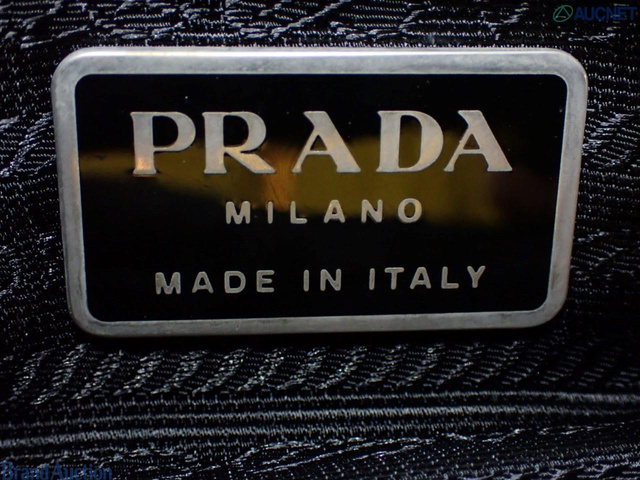 AUCNET
PRADA
MILANO
MADE IN ITALY
Brand Auction